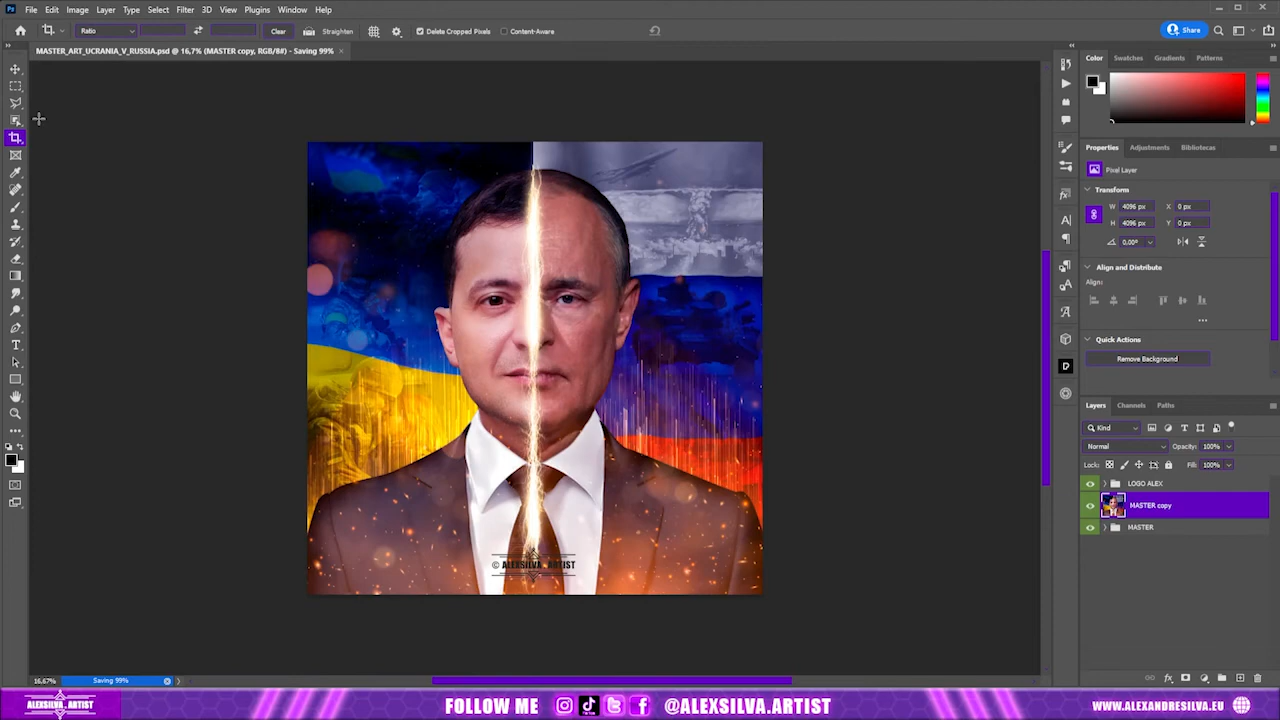 Ps File Edit Image Layer Type Select Filter 3D View Plugins Window Help
Ratio Clear Straighten Delete Cropped Pixels Content-Aware Share
MASTER_ART_UCRANIA_V_RUSSIA.psd @ 16,7% (MASTER copy, RGB/8#) - Saving 99% ×
Color Swatches Gradients Patterns
Properties Adjustments Bibliotecas
Pixel Layer
Transform
W 4096 px X 0 px
H 4096 px Y 0 px
0.00°
Align and Distribute
Align:
Quick Actions
Remove Background
Layers Channels Paths
Kind
Normal Opacity: 100%
Lock: Fill: 100%
LOGO ALEX
MASTER copy
MASTER
© ALEXSILVA.ARTIST
16,67% Saving 99%
ALEXSILVA.ARTIST FOLLOW ME @ALEXSILVA.ARTIST WWW.ALEXANDRESILVA.EU